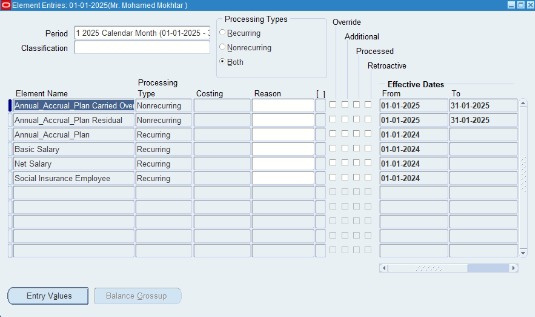 Element Entries: 01-01-2025(Mr. Mohamed Mokhtar )
Processing Types
Override
Period 1 2025 Calendar Month (01-01-2025 -
Recurring
Additional
Classification
Nonrecurring
Processed
Both
Retroactive
Processing
Effective Dates
Element Name Type Costing Reason [ ] From To
Annual_Accrual_Plan Carried Over Nonrecurring 01-01-2025 31-01-2025
Annual_Accrual_Plan Residual Nonrecurring 01-01-2025 31-01-2025
Annual_Accrual_Plan Recurring 01-01-2024
Basic Salary Recurring 01-01-2024
Net Salary Recurring 01-01-2024
Social Insurance Employee Recurring 01-01-2024
Entry Values Balance Grossup